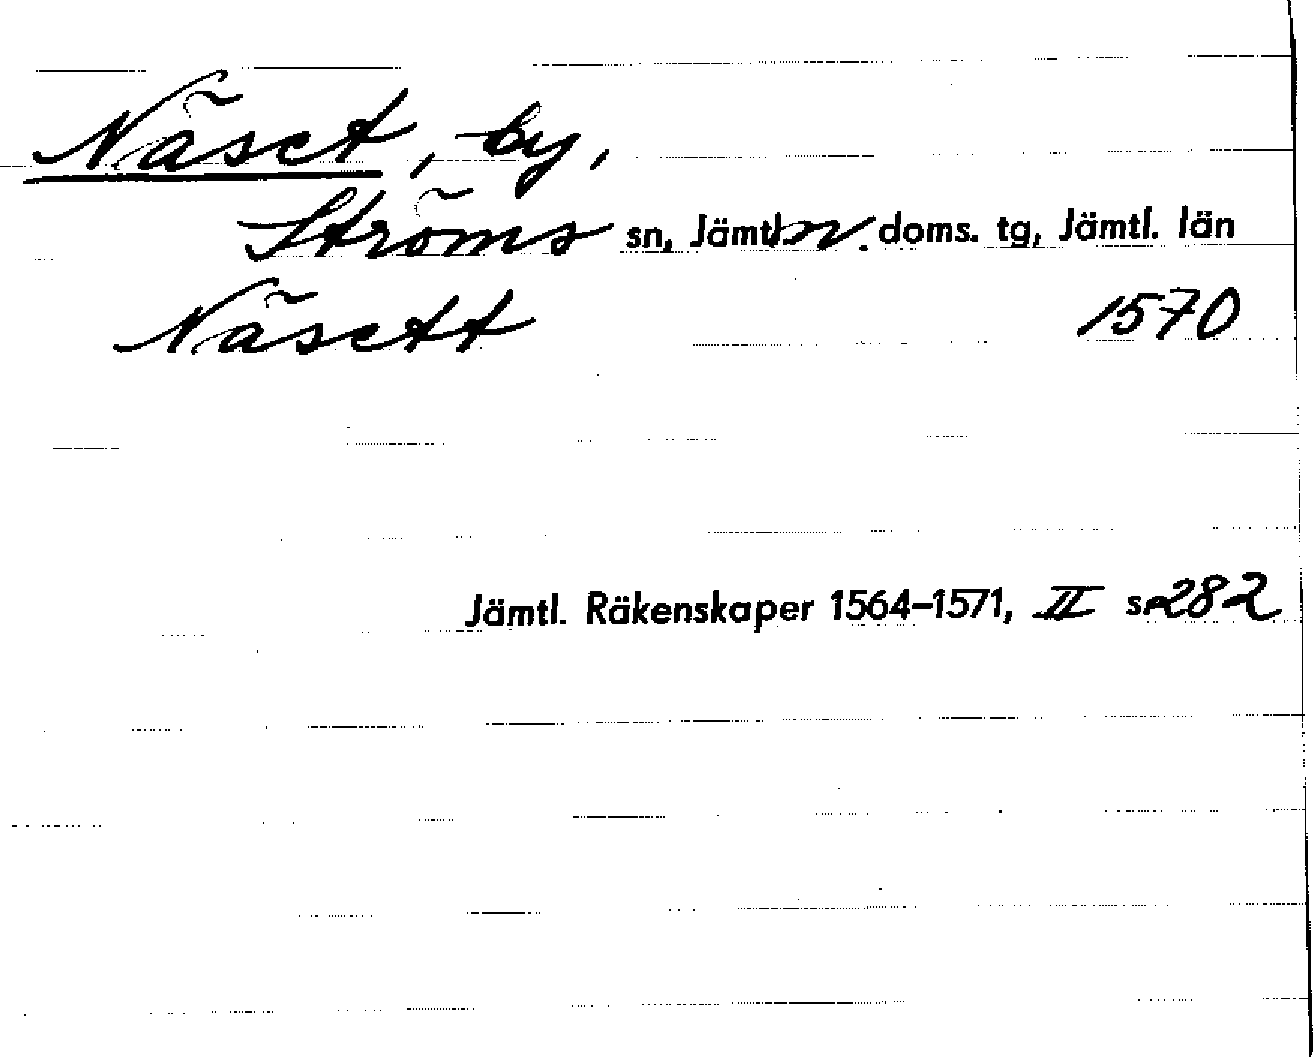 Näset, by,
Ströms sn, Jämtl. n. doms. tg, Jämtl. län
Näsett 1570
Jämtl. Räkenskaper 1564-1571, II s. 282